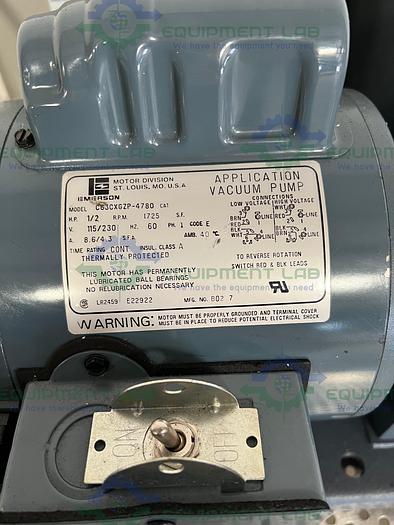 EQUIPMENT LAB
We have the equipment you need
EMERSON
MOTOR DIVISION
ST. LOUIS, MO. U.S.A
APPLICATION
VACUUM PUMP
MODEL C63CXGZP-4780 CAT
CONNECTIONS
LOW VOLTAGE HIGH VOLTAGE
H.P. 1/2 R.P.M. 1725 S.F.
V. 115/230 HZ. 60 PH. 1 CODE E
A. 8.6/4.3 S.F.A. AMB. 40 °C
TIME RATING CONT INSUL CLASS A
THERMALLY PROTECTED
LINE LINE
LINE LINE
TO REVERSE ROTATION
SWITCH RED & BLK LEADS
THIS MOTOR HAS PERMANENTLY
LUBRICATED BALL BEARINGS
NO RELUBRICATION NECESSARY
LR2459 E22922 MFG. NO. B02 7
WARNING: MOTOR MUST BE PROPERLY GROUNDED AND TERMINAL COVER
MUST BE IN PLACE TO REDUCE POTENTIAL ELECTRICAL SHOCK
ON OFF